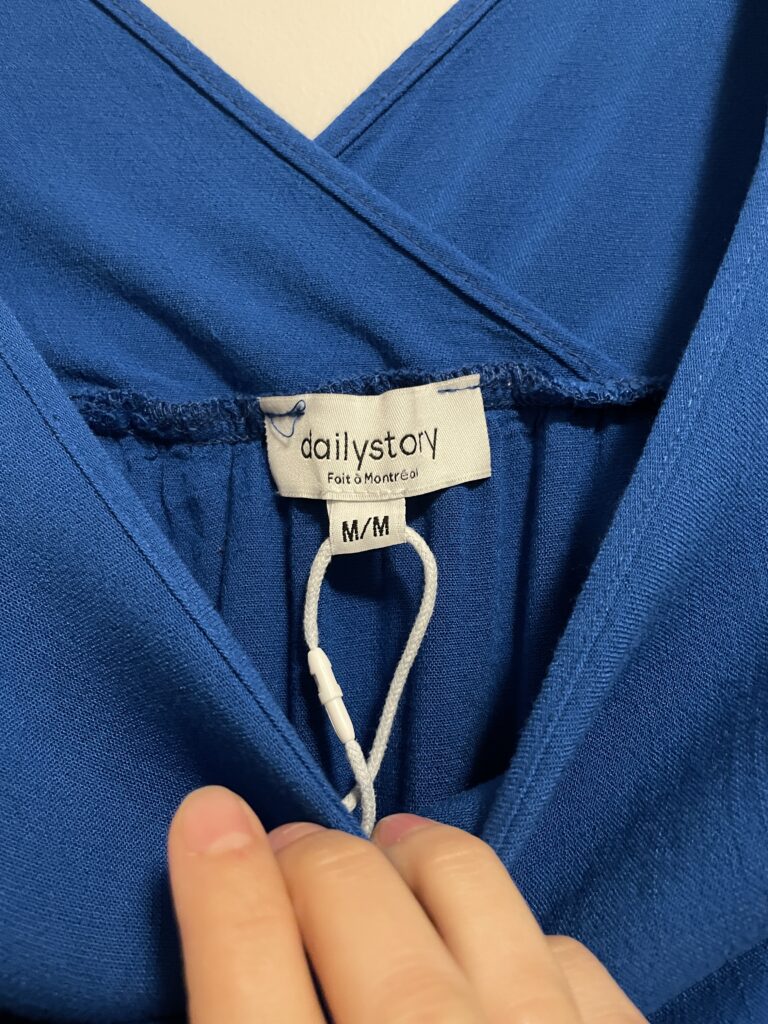 dailystory
Fait à Montréal
M/M